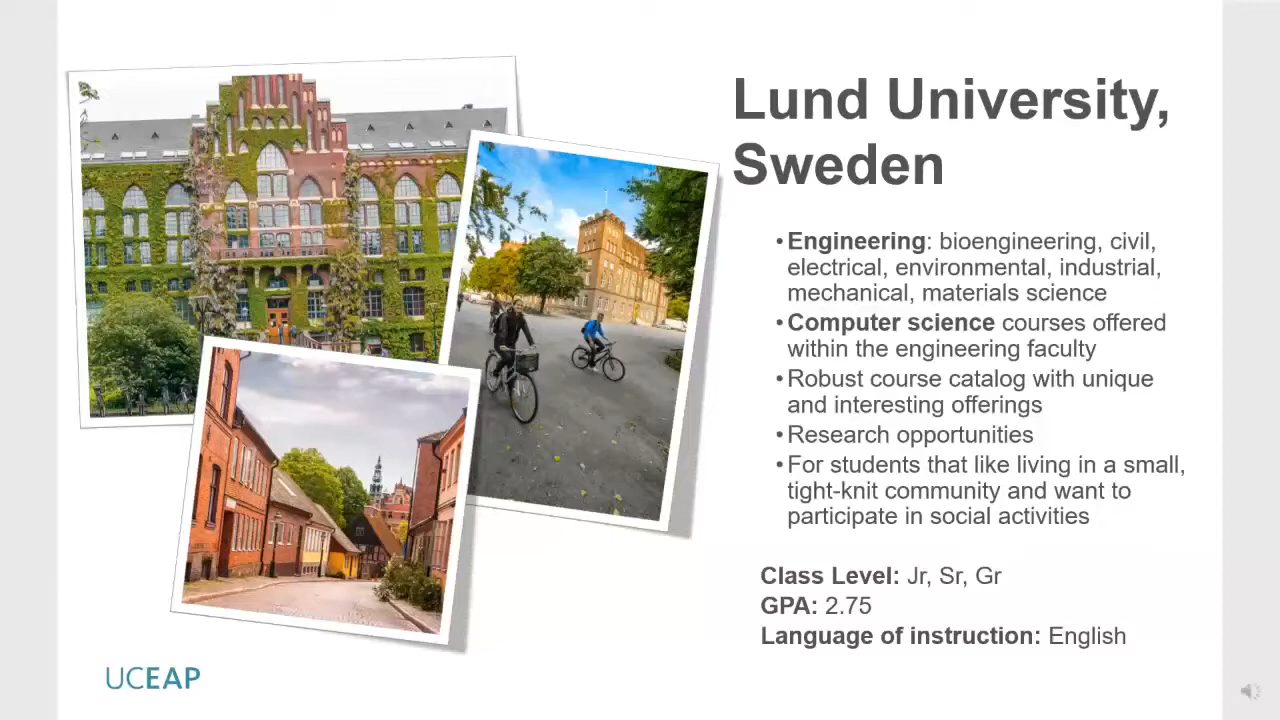 Lund University,
Sweden
•Engineering: bioengineering, civil,
electrical, environmental, industrial,
mechanical, materials science
•Computer science courses offered
within the engineering faculty
•Robust course catalog with unique
and interesting offerings
•Research opportunities
•For students that like living in a small,
tight-knit community and want to
participate in social activities
Class Level: Jr, Sr, Gr
GPA: 2.75
Language of instruction: English
UCEAP